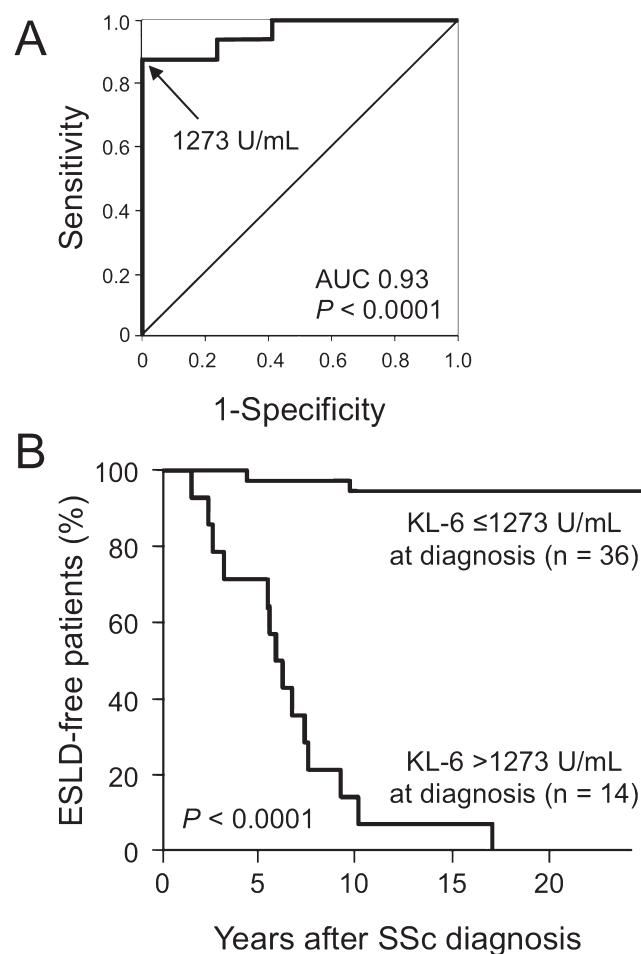 A
1.0
0.8
0.6
0.4
0.2
0
Sensitivity
1273 U/mL
AUC 0.93
P < 0.0001
0 0.2 0.4 0.6 0.8 1.0
1-Specificity
B
100
80
60
40
20
0
ESLD-free patients (%)
KL-6 ≤1273 U/mL
at diagnosis (n = 36)
KL-6 >1273 U/mL
at diagnosis (n = 14)
P < 0.0001
0 5 10 15 20
Years after SSc diagnosis